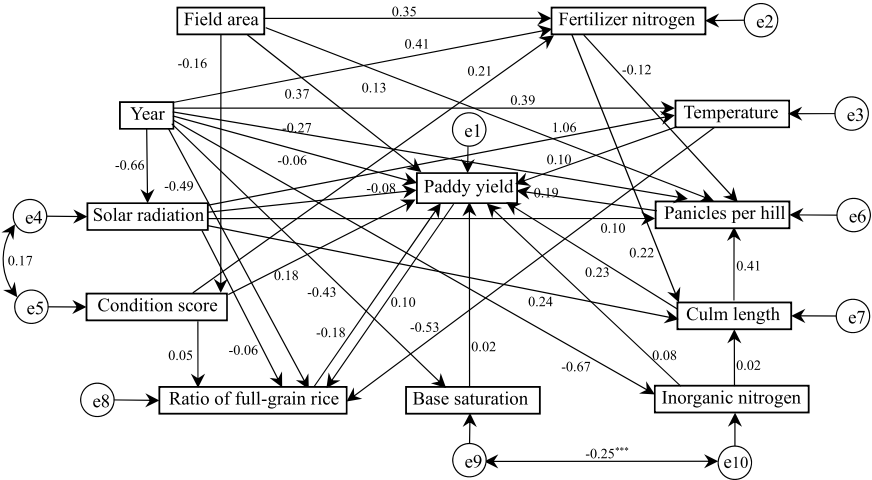 Field area
0.35
Fertilizer nitrogen
e2
-0.16
0.41
0.21
-0.12
0.37
0.13
0.39
Year
-0.27
e1
1.06
Temperature
e3
-0.66
-0.06
0.10
-0.49
-0.08
Paddy yield
0.19
e4
Solar radiation
Panicles per hill
e6
0.10
0.17
0.22
0.18
0.23
0.41
e5
Condition score
-0.43
0.10
0.24
Culm length
e7
-0.18
-0.53
0.05
-0.06
0.02
0.08
0.02
-0.67
e8
Ratio of full-grain rice
Base saturation
Inorganic nitrogen
e9
-0.25***
e10